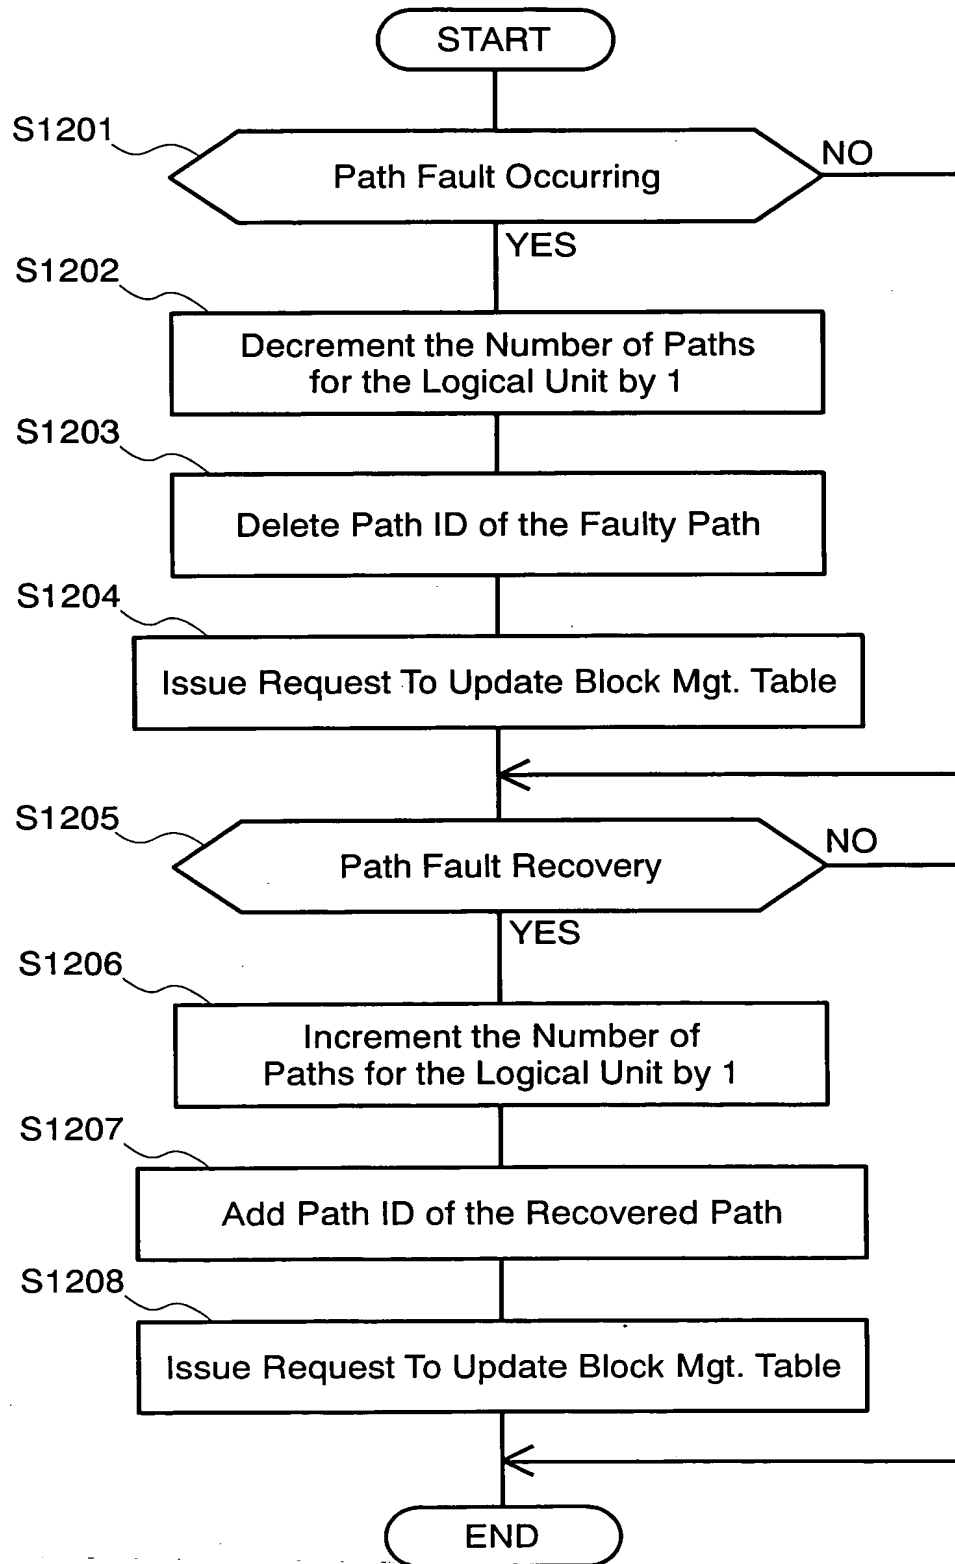 START
S1201
Path Fault Occurring
NO
YES
S1202
Decrement the Number of Paths
for the Logical Unit by 1
S1203
Delete Path ID of the Faulty Path
S1204
Issue Request To Update Block Mgt. Table
S1205
Path Fault Recovery
NO
YES
S1206
Increment the Number of
Paths for the Logical Unit by 1
S1207
Add Path ID of the Recovered Path
S1208
Issue Request To Update Block Mgt. Table
END